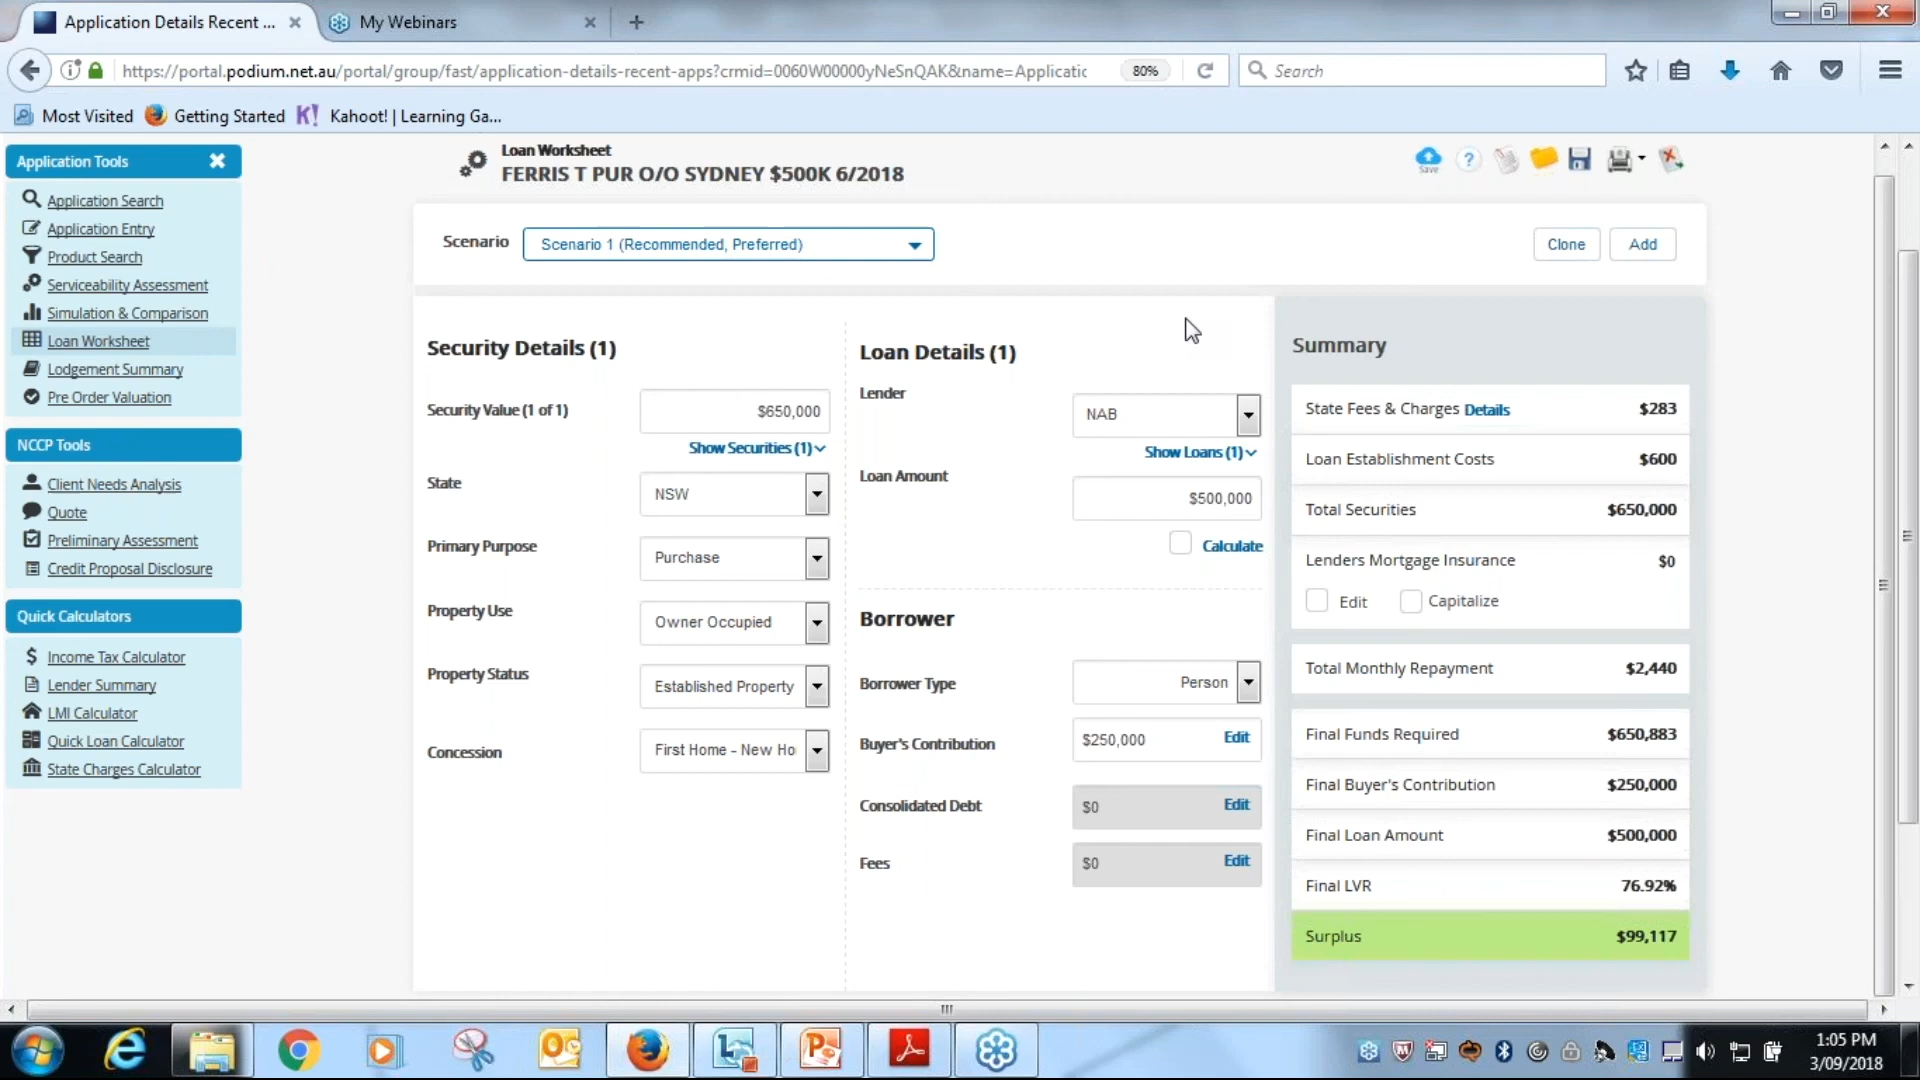 Application Details Recent ...
My Webinars
https://portal.podium.net.au/portal/group/fast/application-details-recent-apps?crmid=0060W00000yNeSnQAK&name=Applicatic
80%
Search
Most Visited
Getting Started
K!
Kahoot! | Learning Ga...
Application Tools
Application Search
Application Entry
Product Search
Serviceability Assessment
Simulation & Comparison
Loan Worksheet
Lodgement Summary
Pre Order Valuation
NCCP Tools
Client Needs Analysis
Quote
Preliminary Assessment
Credit Proposal Disclosure
Quick Calculators
Income Tax Calculator
Lender Summary
LMI Calculator
Quick Loan Calculator
State Charges Calculator
Loan Worksheet
FERRIS T PUR O/O SYDNEY $500K 6/2018
Save
Scenario
Scenario 1 (Recommended, Preferred)
Clone
Add
Security Details (1)
Security Value (1 of 1)
$650,000
Show Securities (1)
State
NSW
Primary Purpose
Purchase
Property Use
Owner Occupied
Property Status
Established Property
Concession
First Home - New Ho
Loan Details (1)
Lender
NAB
Show Loans (1)
Loan Amount
$500,000
Calculate
Borrower
Borrower Type
Person
Buyer's Contribution
$250,000
Edit
Consolidated Debt
$0
Edit
Fees
$0
Edit
Summary
State Fees & Charges Details
$283
Loan Establishment Costs
$600
Total Securities
$650,000
Lenders Mortgage Insurance
$0
Edit
Capitalize
Total Monthly Repayment
$2,440
Final Funds Required
$650,883
Final Buyer's Contribution
$250,000
Final Loan Amount
$500,000
Final LVR
76.92%
Surplus
$99,117
1:05 PM
3/09/2018